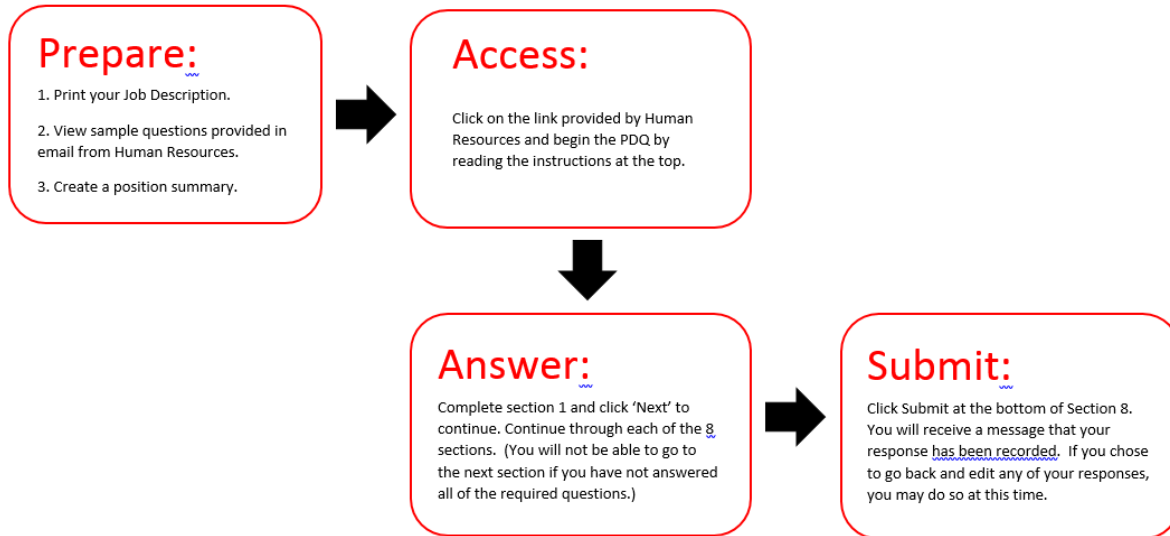 Prepare:
1. Print your Job Description.
2. View sample questions provided in
email from Human Resources.
3. Create a position summary.
Access:
Click on the link provided by Human
Resources and begin the PDQ by
reading the instructions at the top.
Answer:
Complete section 1 and click ‘Next’ to
continue. Continue through each of the 8
sections.  (You will not be able to go to
the next section if you have not answered
all of the required questions.)
Submit:
Click Submit at the bottom of Section 8.
You will receive a message that your
response has been recorded.  If you chose
to go back and edit any of your responses,
you may do so at this time.